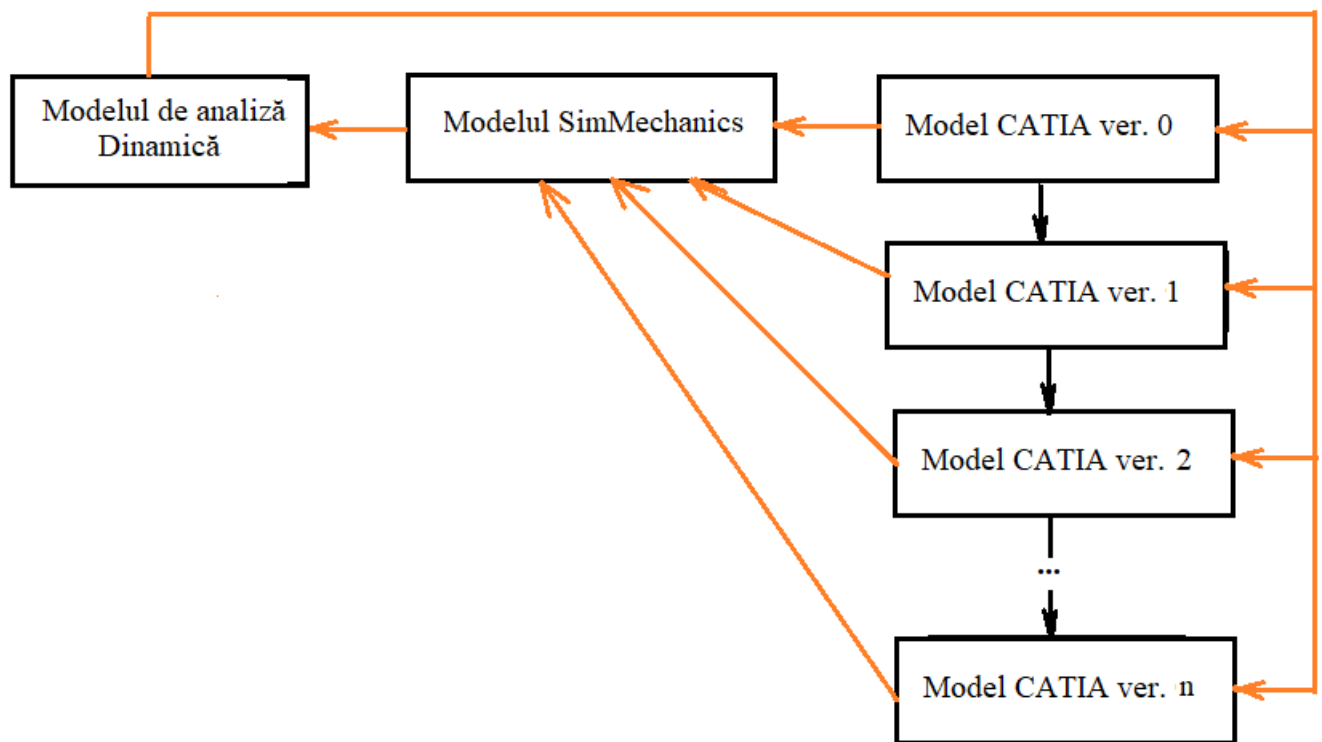 Modelul de analiză
Dinamică
Modelul SimMechanics
Model CATIA ver. 0
Model CATIA ver. 1
Model CATIA ver. 2
...
Model CATIA ver. n